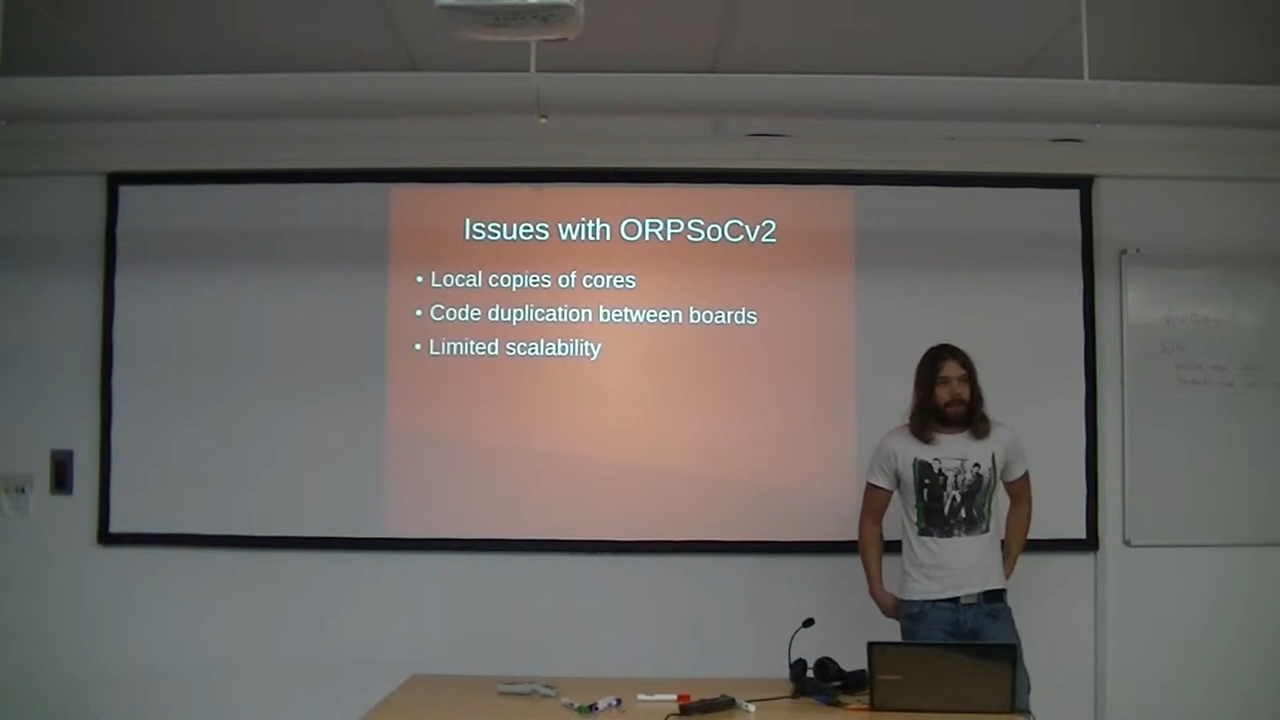 Issues with ORPSoCv2
• Local copies of cores
• Code duplication between boards
• Limited scalability